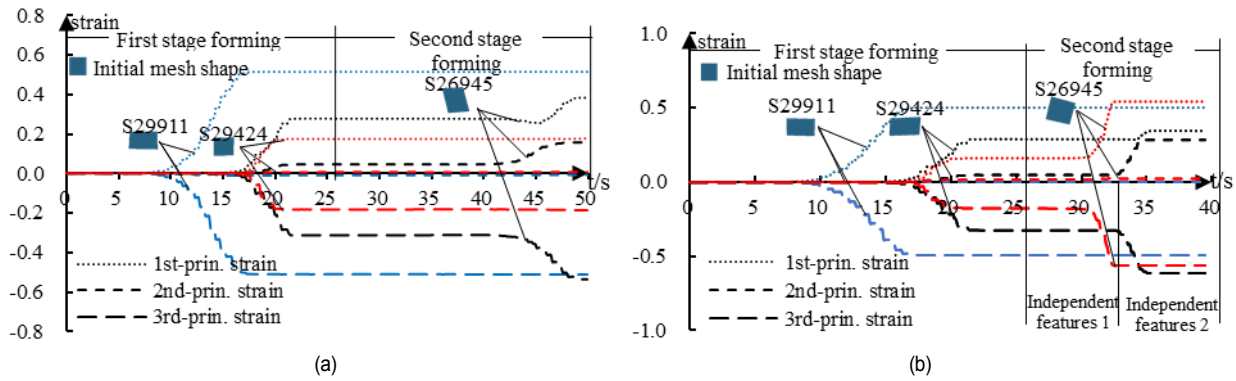 0.8
strain
First stage forming
Second stage
forming
0.6
Initial mesh shape
S26945
0.4
S29911
S29424
0.2
0.0
t/s
0 5 10 15 20 25 30 35 40 45 50
-0.2
-0.4
1st-prin. strain
2nd-prin. strain
-0.6
3rd-prin. strain
-0.8
(a)
1.0
strain
First stage forming
Second stage
forming
Initial mesh shape
S26945
S29911
S29424
0.5
0.0
t/s
0 5 10 15 20 25 30 35 40
-0.5
1st-prin. strain
2nd-prin. strain
3rd-prin. strain
Independent
features 1
Independent
features 2
-1.0
(b)